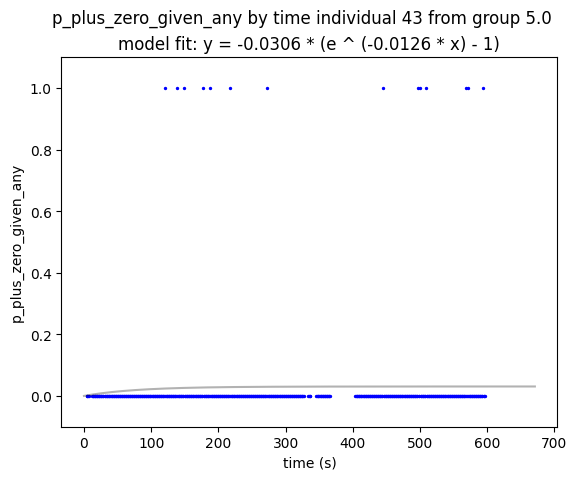 p_plus_zero_given_any by time individual 43 from group 5.0
model fit: y = -0.0306 * (e ^ (-0.0126 * x) - 1)
1.0
0.8
0.6
0.4
0.2
0.0
p_plus_zero_given_any
0 100 200 300 400 500 600 700
time (s)